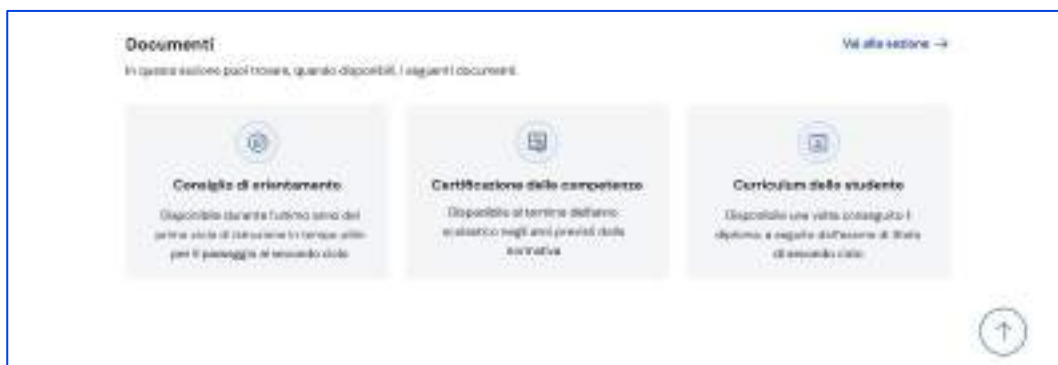 Documenti
Vai alla sezione →
In questa sezione puoi trovare, quando disponibili, i seguenti documenti.
Consiglio di orientamento
Disponibile durante l'ultimo anno del
primo ciclo di istruzione in tempo utile
per il passaggio al secondo ciclo
Certificazione delle competenze
Disponibile al termine dell'anno
scolastico negli anni previsti dalla
normativa
Curriculum dello studente
Disponibile una volta conseguito il
diploma a seguito dell'esame di Stato
di secondo ciclo